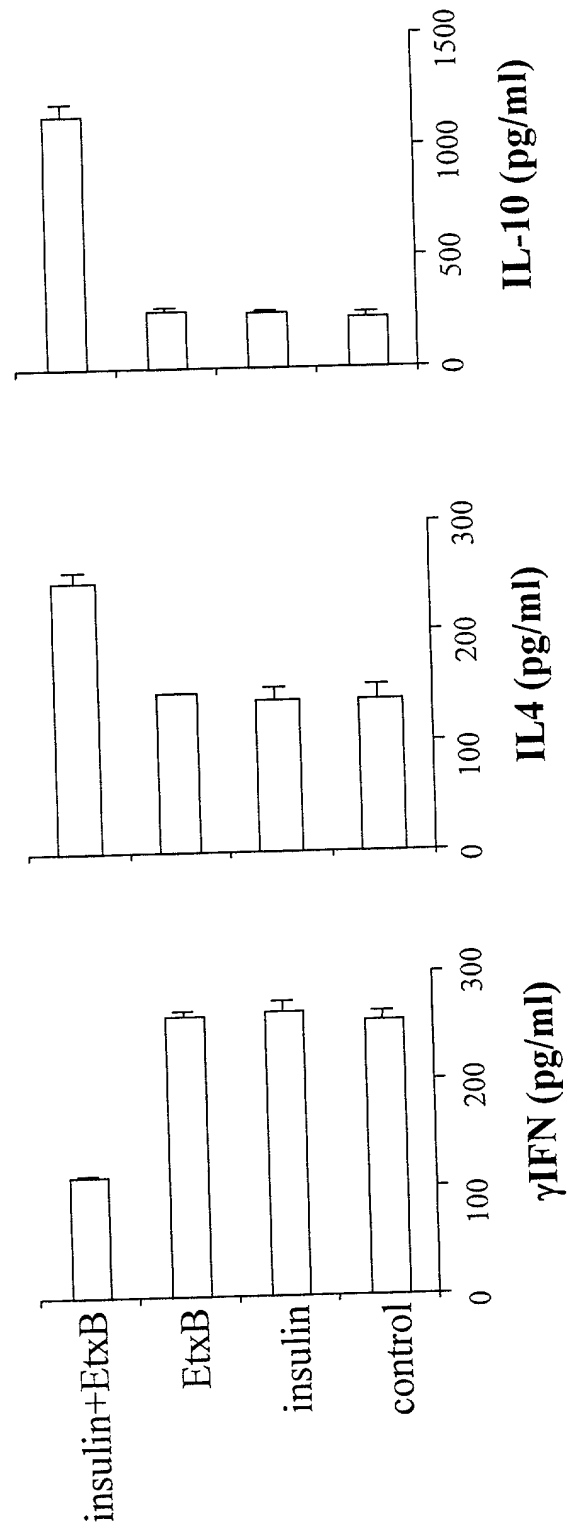 insulin+EtxB
EtxB
insulin
control
0 100 200 300
γIFN (pg/ml)
0 100 200 300
IL4 (pg/ml)
0 500 1000 1500
IL-10 (pg/ml)